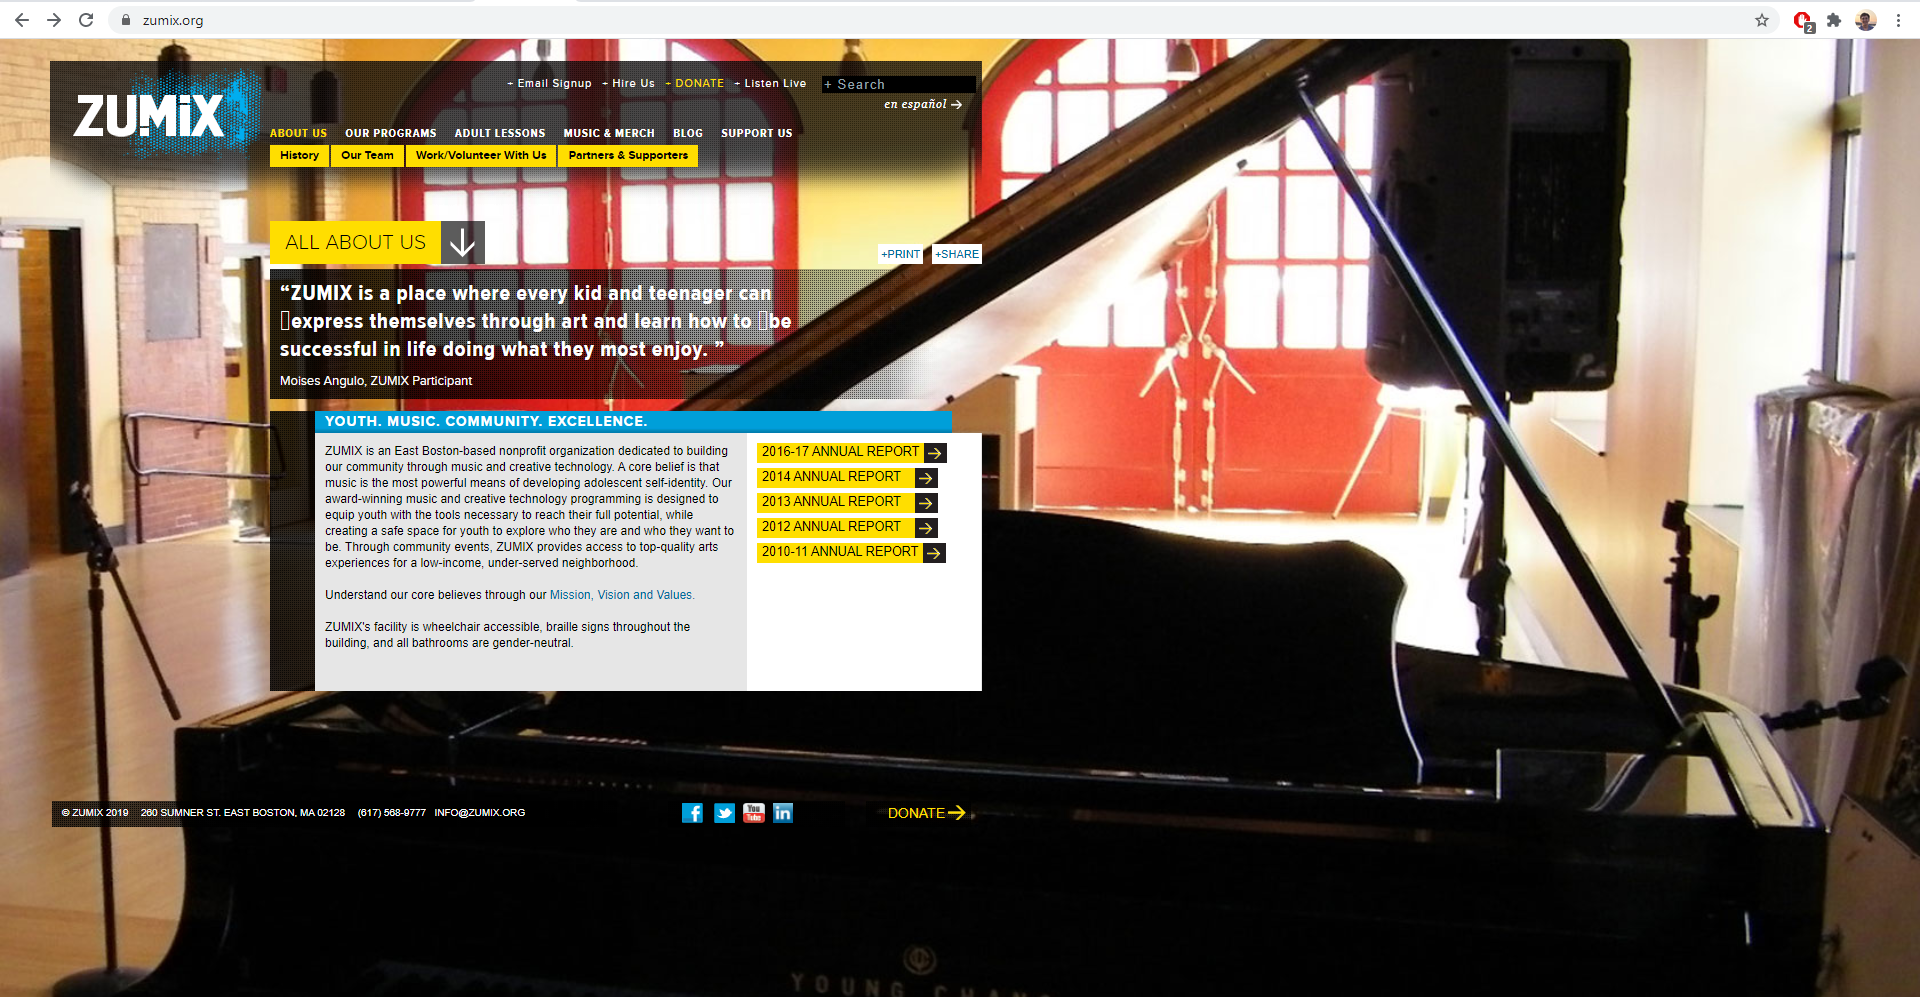 zumix.org
2
ZUMIX
+ Email Signup + Hire Us + DONATE + Listen Live + Search
en español →
ABOUT US OUR PROGRAMS ADULT LESSONS MUSIC & MERCH BLOG SUPPORT US
History Our Team Work/Volunteer With Us Partners & Supporters
ALL ABOUT US
+PRINT +SHARE
“ZUMIX is a place where every kid and teenager can
express themselves through art and learn how to be
successful in life doing what they most enjoy. ”
Moises Angulo, ZUMIX Participant
YOUTH. MUSIC. COMMUNITY. EXCELLENCE.
ZUMIX is an East Boston-based nonprofit organization dedicated to building
our community through music and creative technology. A core belief is that
music is the most powerful means of developing adolescent self-identity. Our
award-winning music and creative technology programming is designed to
equip youth with the tools necessary to reach their full potential, while
creating a safe space for youth to explore who they are and who they want to
be. Through community events, ZUMIX provides access to top-quality arts
experiences for a low-income, under-served neighborhood.
Understand our core believes through our Mission, Vision and Values.
ZUMIX's facility is wheelchair accessible, braille signs throughout the
building, and all bathrooms are gender-neutral.
2016-17 ANNUAL REPORT
2014 ANNUAL REPORT
2013 ANNUAL REPORT
2012 ANNUAL REPORT
2010-11 ANNUAL REPORT
© ZUMIX 2019 260 SUMNER ST. EAST BOSTON, MA 02128 (617) 568-9777 INFO@ZUMIX.ORG
f You Tube in
DONATE →
YOUNG CHANG